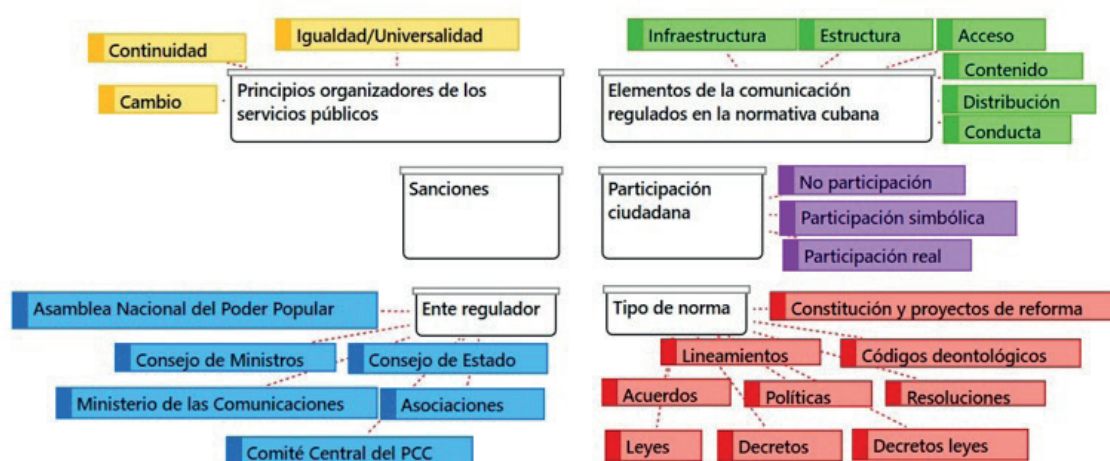 Continuidad
Igualdad/Universalidad
Cambio
Principios organizadores de los
servicios públicos
Infraestructura
Estructura
Acceso
Contenido
Distribución
Conducta
Elementos de la comunicación
regulados en la normativa cubana
Sanciones
Participación
ciudadana
No participación
Participación simbólica
Participación real
Asamblea Nacional del Poder Popular
Ente regulador
Consejo de Ministros
Consejo de Estado
Ministerio de las Comunicaciones
Asociaciones
Comité Central del PCC
Tipo de norma
Constitución y proyectos de reforma
Lineamientos
Códigos deontológicos
Acuerdos
Políticas
Resoluciones
Leyes
Decretos
Decretos leyes